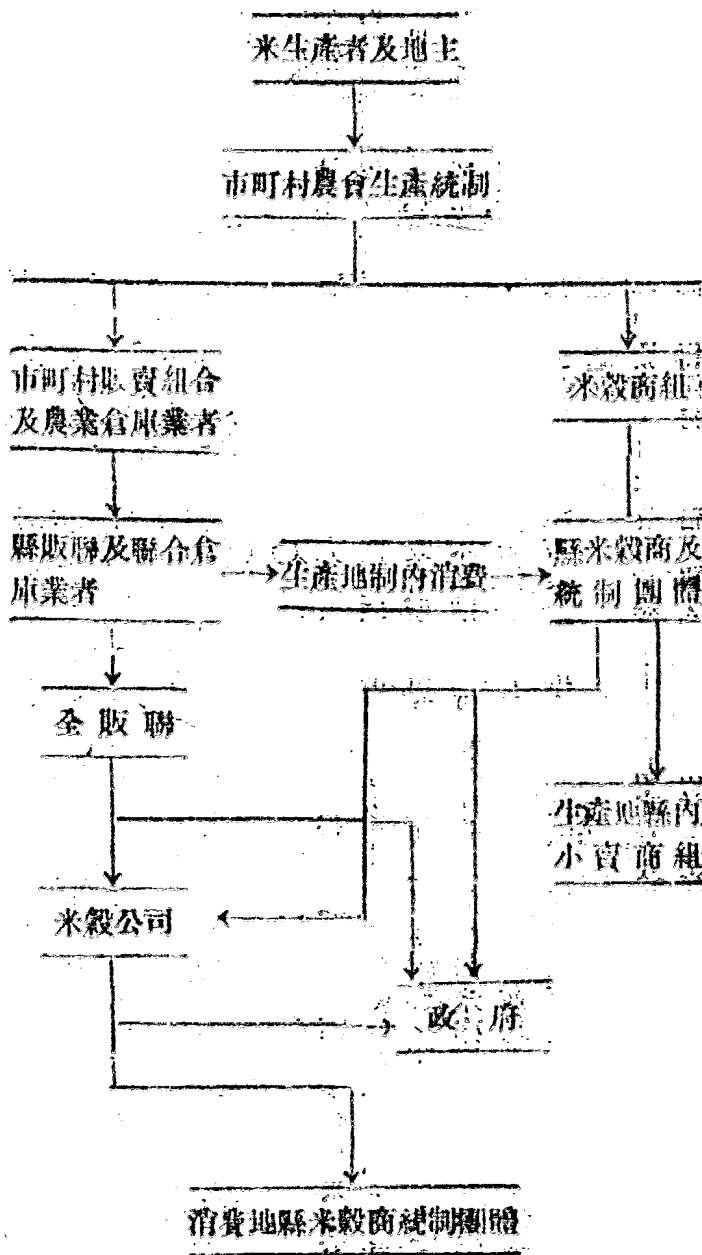 米生產者及地主
市町村農會生產統制
市町村販賣組合
及農業倉庫業者
米穀商組
縣販聯及聯合倉
庫業者
生產地制內消費
縣米穀商及
統制團體
全販聯
生產地縣內
小賣商組
米穀公司
政府
消費地縣米穀商統制團體